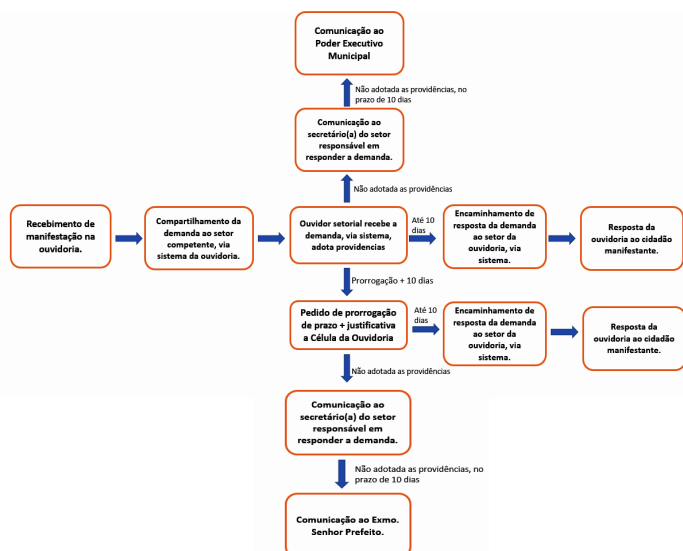 Comunicação ao
Poder Executivo
Municipal
Não adotada as providências, no
prazo de 10 dias
Comunicação ao
secretário(a) do setor
responsável em
responder a demanda.
Não adotada as providências
Recebimento de
manifestação na
ouvidoria.
Compartilhamento da
demanda ao setor
competente, via
sistema da ouvidoria.
Ouvidor setorial recebe a
demanda, via sistema,
adota providencias
Até 10
dias
Encaminhamento de
resposta da demanda
ao setor da
ouvidoria, via
sistema.
Resposta da
ouvidoria ao cidadão
manifestante.
Prorrogação + 10 dias
Pedido de prorrogação
de prazo + justificativa
a Célula da Ouvidoria
Até 10
dias
Encaminhamento de
resposta da demanda
ao setor da
ouvidoria, via
sistema.
Resposta da
ouvidoria ao cidadão
manifestante.
Não adotada as providências
Comunicação ao
secretário(a) do setor
responsável em
responder a demanda.
Não adotada as providências, no
prazo de 10 dias
Comunicação ao Exmo.
Senhor Prefeito.